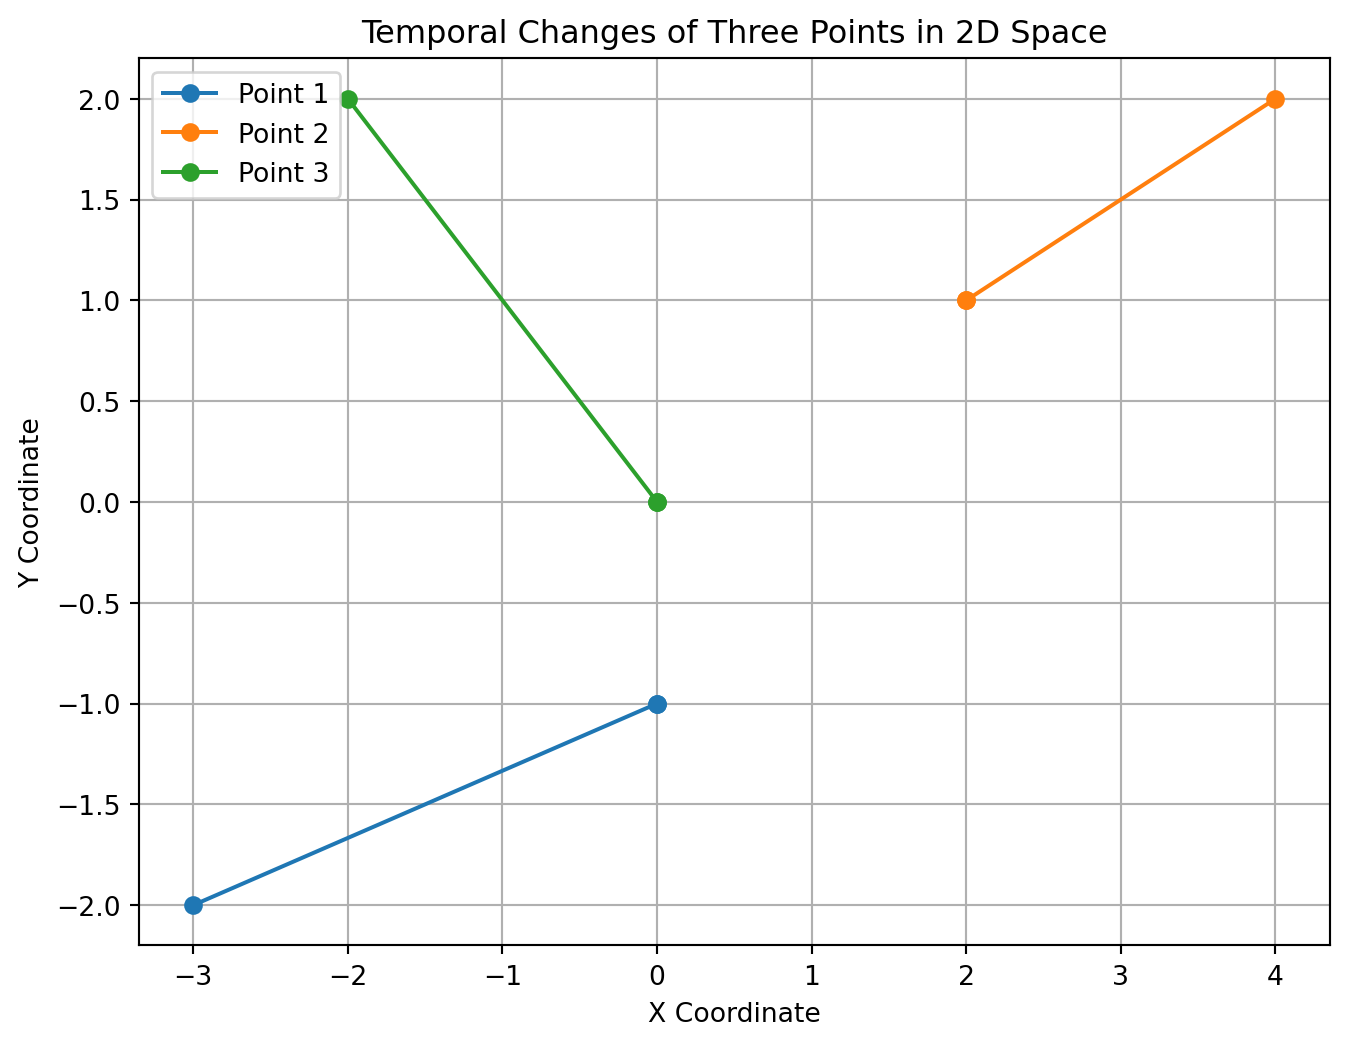 Temporal Changes of Three Points in 2D Space
Point 1
Point 2
Point 3
2.0
1.5
1.0
0.5
0.0
−0.5
−1.0
−1.5
−2.0
Y Coordinate
−3 −2 −1 0 1 2 3 4
X Coordinate